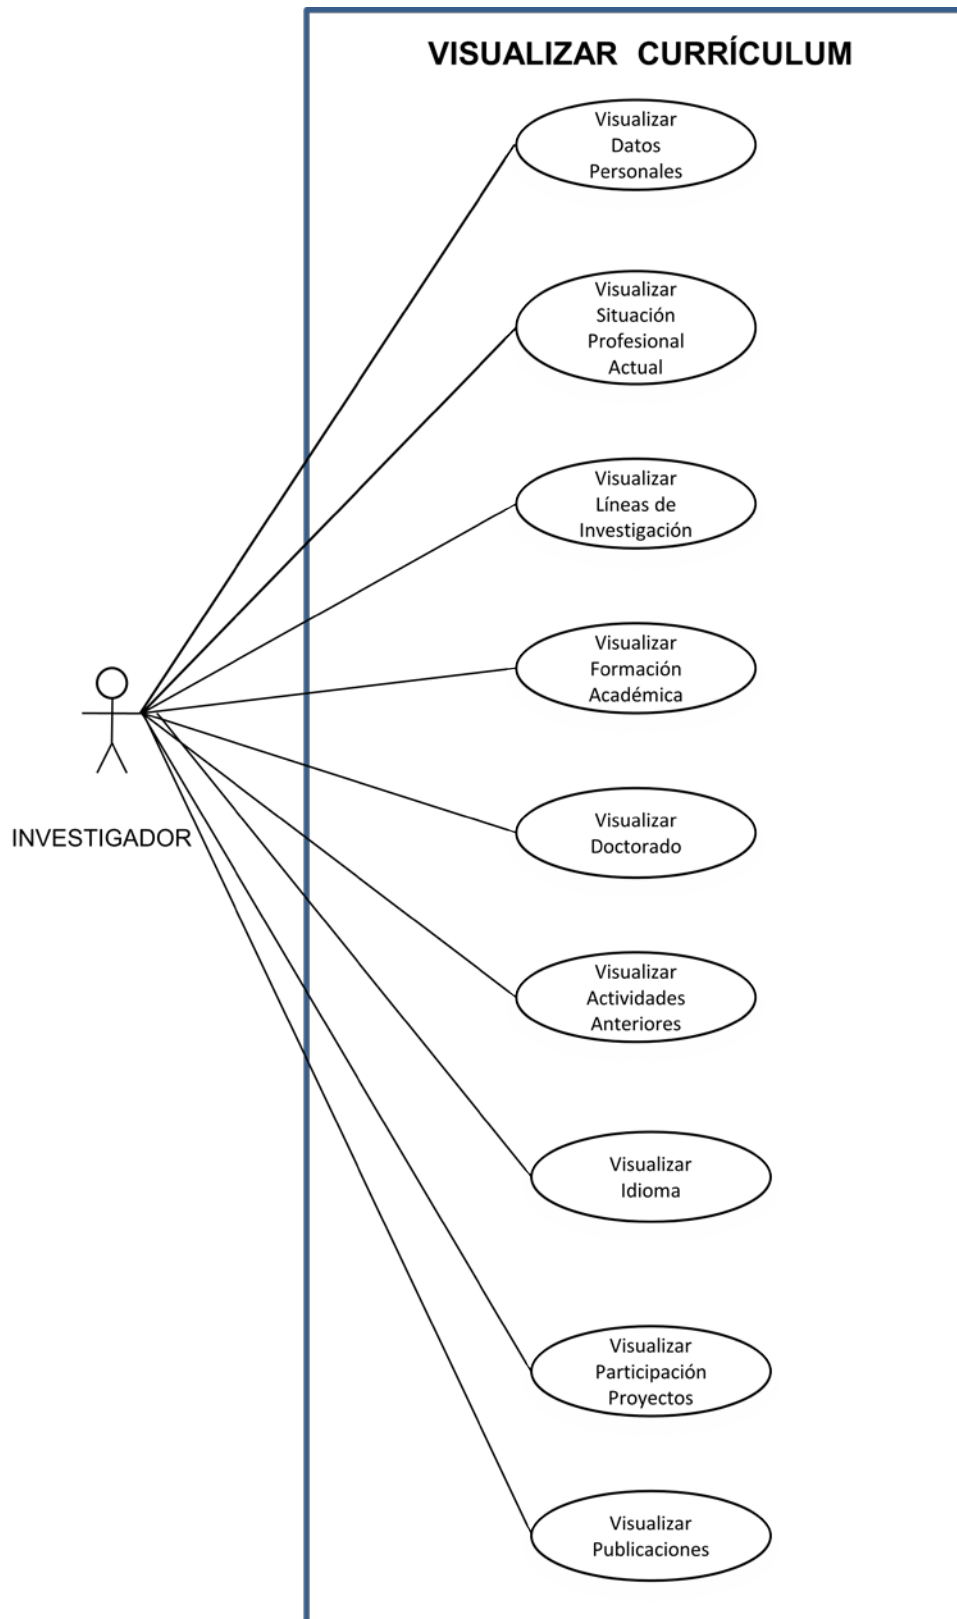 VISUALIZAR CURRÍCULUM
Visualizar
Datos
Personales
Visualizar
Situación
Profesional
Actual
Visualizar
Líneas de
Investigación
Visualizar
Formación
Académica
INVESTIGADOR
Visualizar
Doctorado
Visualizar
Actividades
Anteriores
Visualizar
Idioma
Visualizar
Participación
Proyectos
Visualizar
Publicaciones